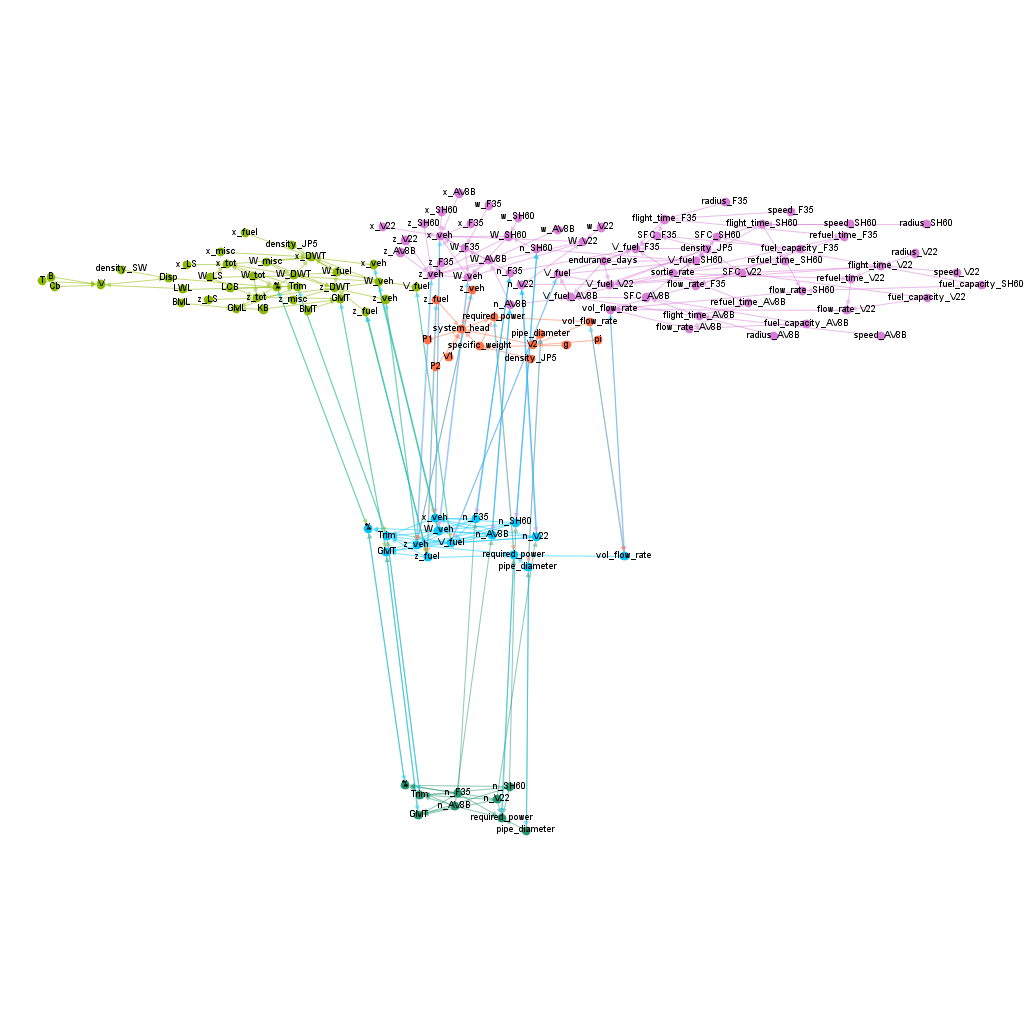 x_AV8B
radius_F35
w_F35
x_SH60
speed_F35
w_SH60
flight_time_F35
x_V22
z_SH60
x_F35
flight_time_SH60
speed_SH60
radius_SH60
w_AV8B
w_V22
x_fuel
x_veh
W_SH60
SFC_F35
SFC_SH60
refuel_time_F35
z_V22
W_V22
density_JP5
x_misc
z_AV8B
W_F35
n_SH60
V_fuel_F35
density_JP5
fuel_capacity_F35
radius_V22
x_DWT
W_AV8B
endurance_days
V_fuel_SH60
refuel_time_SH60
density_SW
x_LS
x_tot
W_misc
x_veh
z_F35
flight_time_V22
T
B
Disp
W_LS
W_tot
W_DWT
W_fuel
z_veh
W_veh
n_F35
V_fuel
sortie_rate
SFC_V22
speed_V22
Cb
V
LWL
LCB
%
Trim
z_DWT
W_veh
V_fuel
z_veh
n_V22
V_fuel_V22
flow_rate_F35
refuel_time_V22
fuel_capacity_SH60
BML
z_LS
z_tot
z_misc
GMT
z_veh
z_fuel
n_AV8B
V_fuel_AV8B
SFC_AV8B
flow_rate_SH60
fuel_capacity_V22
GML
KB
BMT
z_fuel
required_power
vol_flow_rate
vol_flow_rate
refuel_time_AV8B
flow_rate_V22
system_head
flight_time_AV8B
fuel_capacity_AV8B
P1
pipe_diameter
flow_rate_AV8B
radius_AV8B
speed_AV8B
specific_weight
V2
g
pi
V1
density_JP5
P2
x_veh
n_F35
n_SH60
%
W_veh
Trim
n_AV8B
n_V22
z_veh
V_fuel
GMT
z_fuel
required_power
vol_flow_rate
pipe_diameter
%
n_SH60
Trim
n_F35
n_V22
n_AV8B
GMT
required_power
pipe_diameter